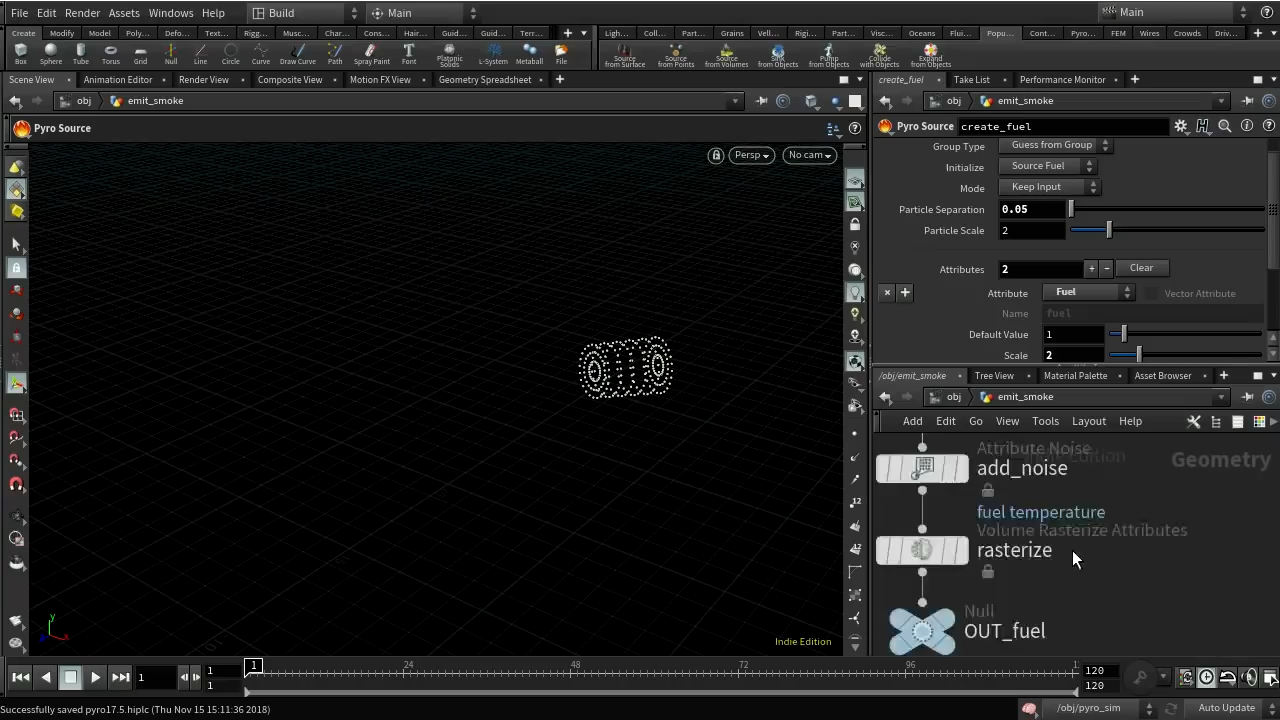 File Edit Render Assets Windows Help Build Main Main
Create Modify Model Poly... Defo... Text... Rigg... Musc... Char... Cons... Hair... Guid... Guid... Terr... Ligh... Coll... Part... Grains Vell... Rigi... Part... Visc... Oceans Flui... Popu... Cont... Pyro... FEM Wires Crowds Driv...
Box Sphere Tube Torus Grid Null Line Circle Curve Draw Curve Path Spray Paint Font Platonic Solids L-System Metaball File Source from Surface Source from Points Source from Volumes Sink from Objects Pump from Objects Collide with Objects Expand from Objects
Scene View Animation Editor Render View Composite View Motion FX View Geometry Spreadsheet create_fuel Take List Performance Monitor
obj emit_smoke obj emit_smoke
Pyro Source Pyro Source create_fuel
Persp No cam
Group Type Guess from Group
Initialize Source Fuel
Mode Keep Input
Particle Separation 0.05
Particle Scale 2
Attributes 2 + − Clear
Attribute Fuel Vector Attribute
Name fuel
Default Value 1
Scale 2
/obj/emit_smoke Tree View Material Palette Asset Browser
obj emit_smoke
Add Edit Go View Tools Layout Help
Attribute Noise
Edition
Geometry
add_noise
fuel temperature
Volume Rasterize Attributes
rasterize
Null
OUT_fuel
y
x
12
12
Indie Edition
1 1 1 24 48 72 96 1 120
1 120
Successfully saved pyro17.5.hiplc (Thu Nov 15 15:11:36 2018) /obj/pyro_sim Auto Update